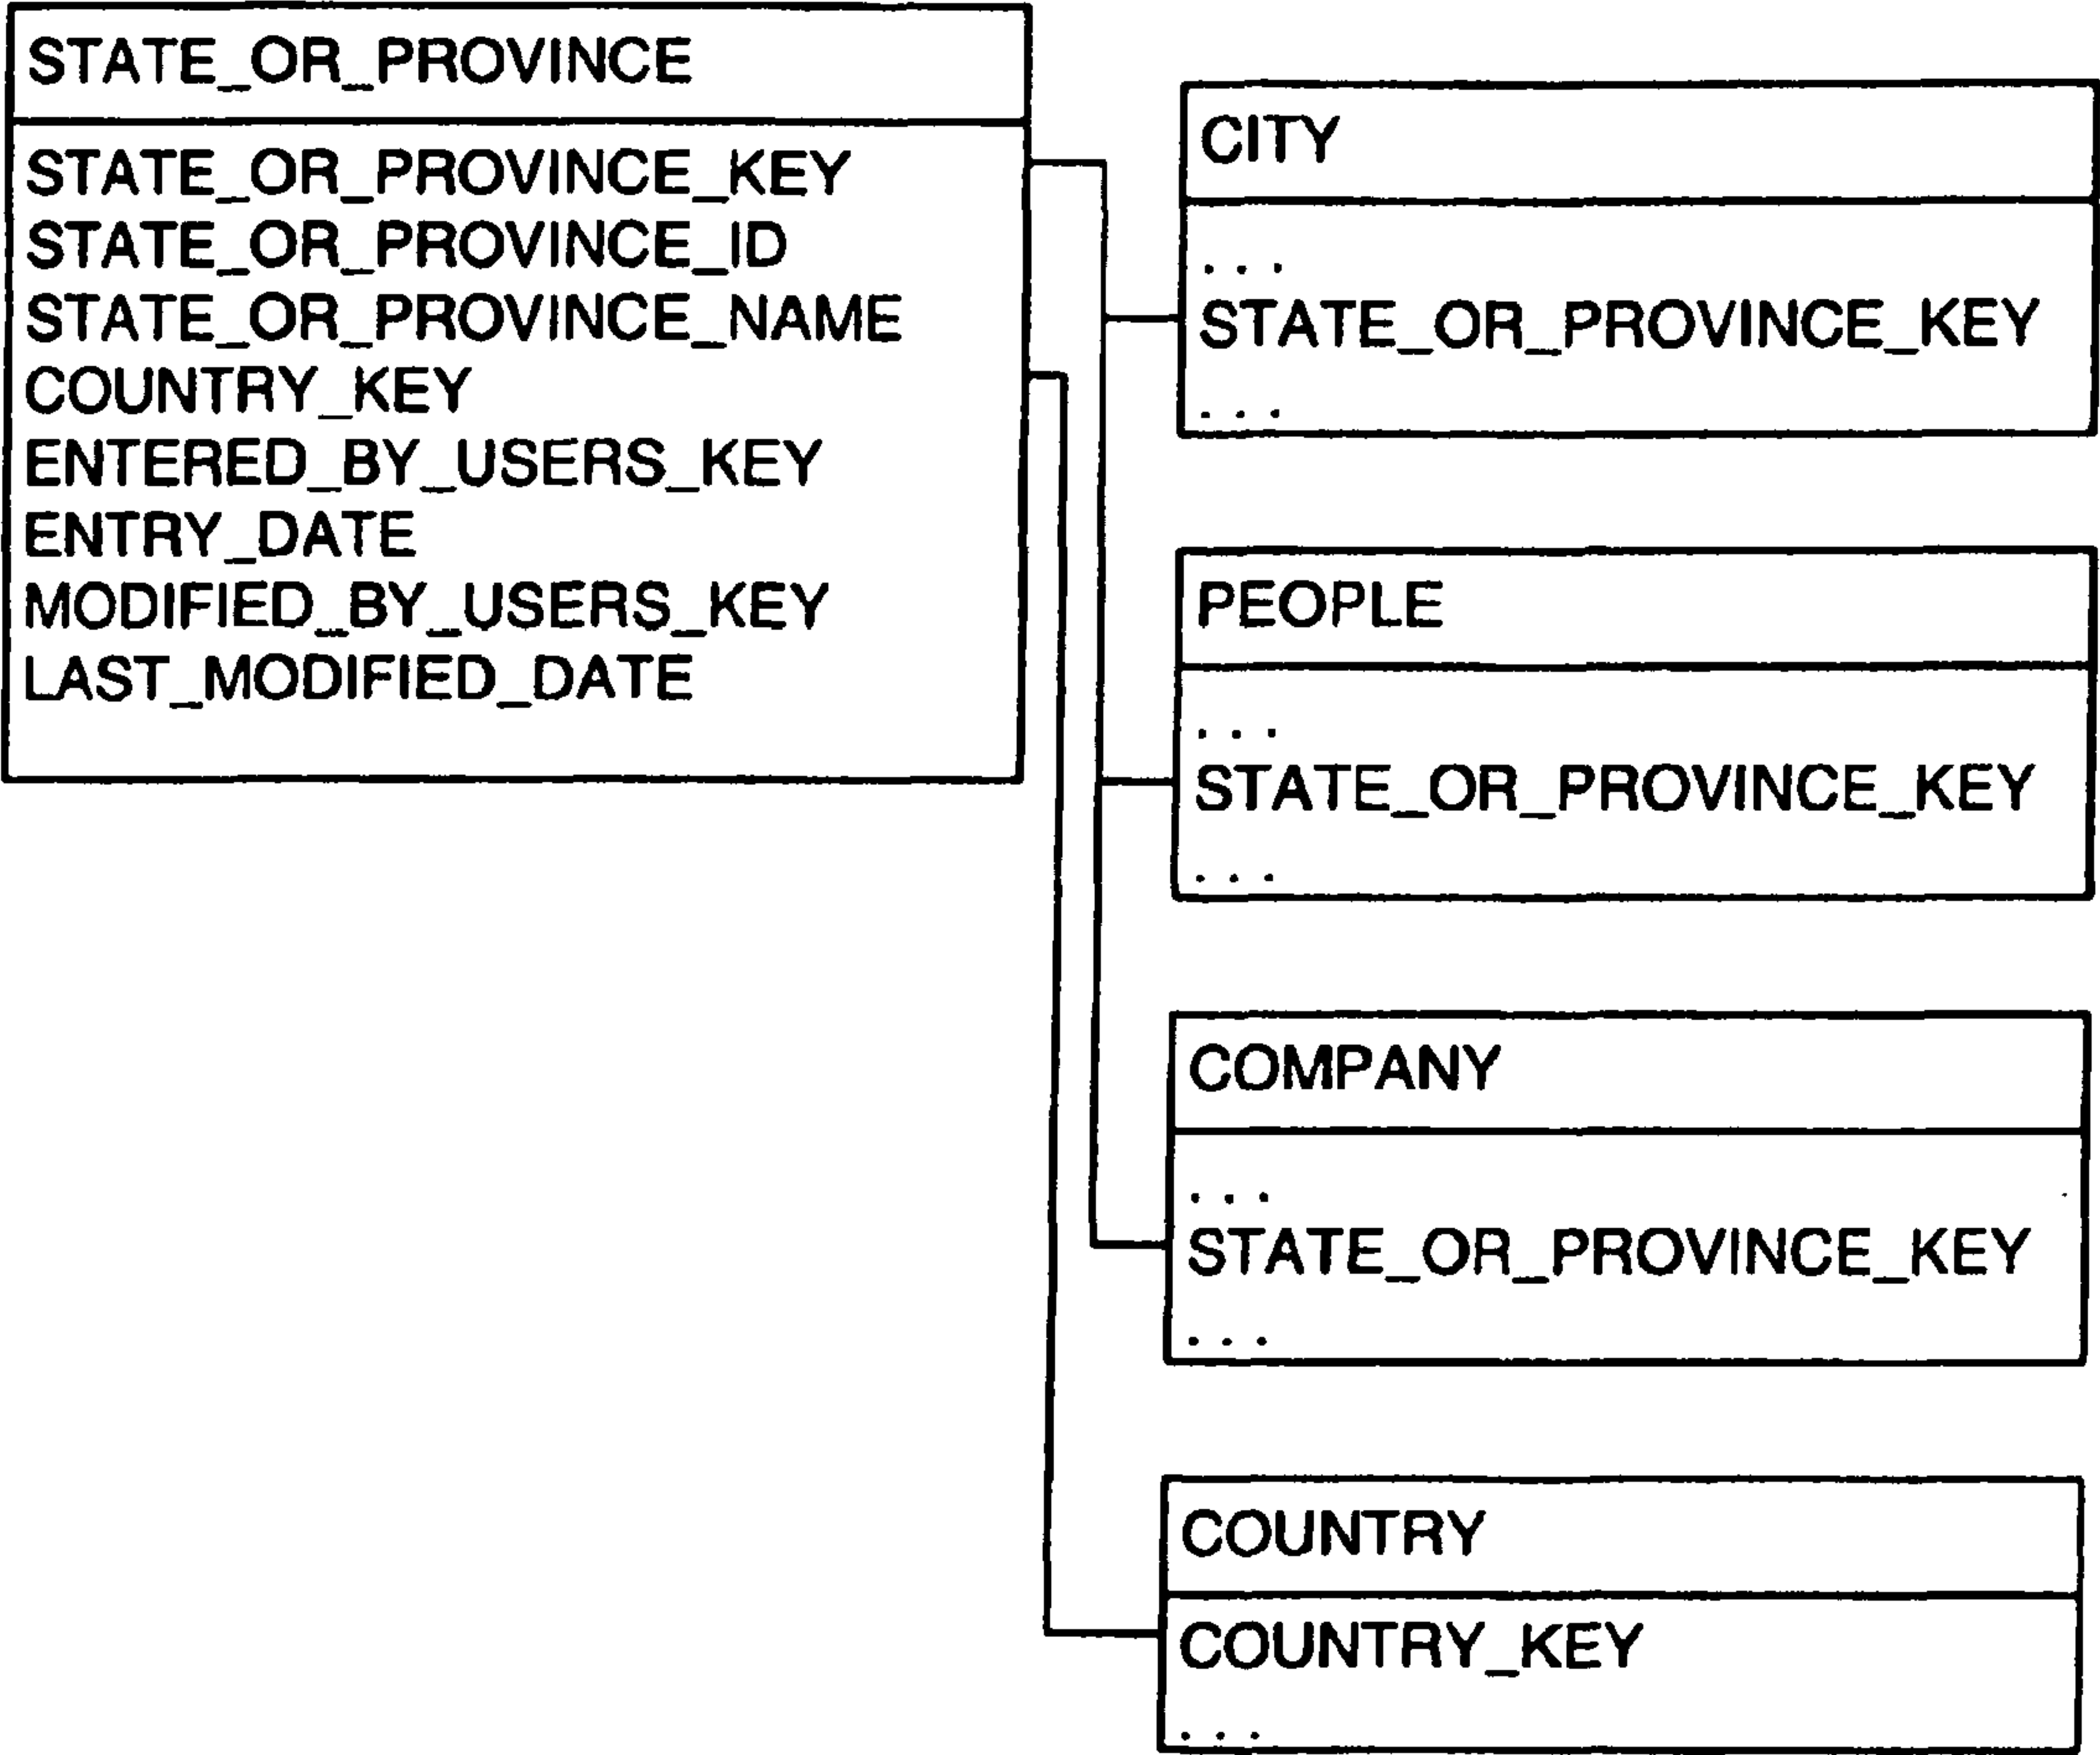 STATE_OR_PROVINCE
STATE_OR_PROVINCE_KEY
STATE_OR_PROVINCE_ID
STATE_OR_PROVINCE_NAME
COUNTRY_KEY
ENTERED_BY_USERS_KEY
ENTRY_DATE
MODIFIED_BY_USERS_KEY
LAST_MODIFIED_DATE
CITY
. . .
STATE_OR_PROVINCE_KEY
. . .
PEOPLE
. . .
STATE_OR_PROVINCE_KEY
. . .
COMPANY
. . .
STATE_OR_PROVINCE_KEY
. . .
COUNTRY
COUNTRY_KEY
. . .